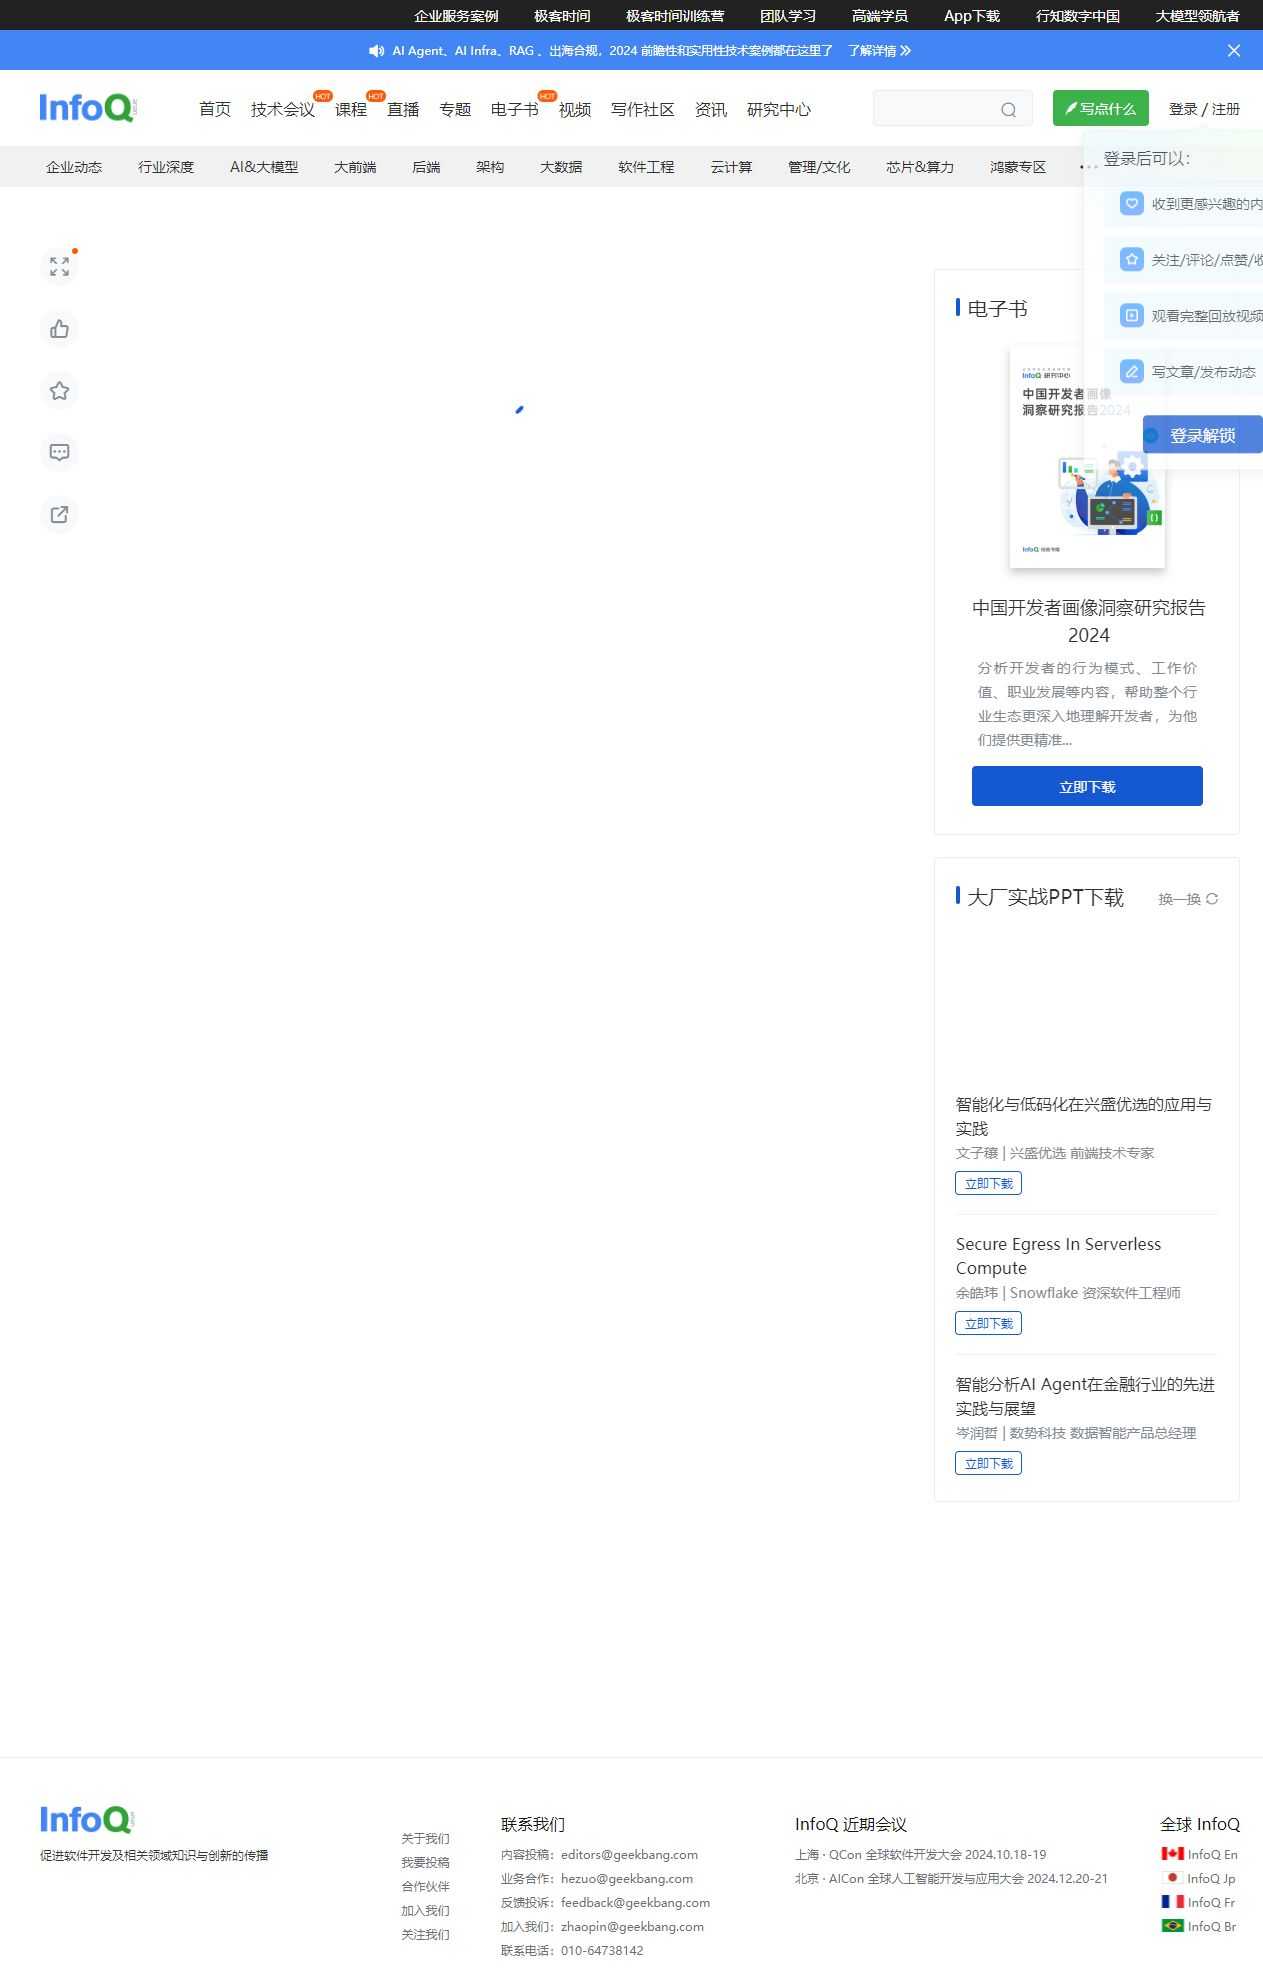 企业服务案例 极客时间 极客时间训练营 团队学习 高端学员 App下载 行知数字中国 大模型领航者
AI Agent、AI Infra、RAG 、出海合规，2024 前瞻性和实用性技术案例都在这里了 了解详情
InfoQ 首页 技术会议 HOT 课程 HOT 直播 专题 电子书 HOT 视频 写作社区 资讯 研究中心 写点什么 登录 / 注册
企业动态 行业深度 AI&大模型 大前端 后端 架构 大数据 软件工程 云计算 管理/文化 芯片&算力 鸿蒙专区
登录后可以：
收到更感兴趣的内
关注/评论/点赞/收
观看完整回放视频
写文章/发布动态
登录解锁
电子书
InfoQ 研究中心
中国开发者画像
洞察研究报告2024
InfoQ
中国开发者画像洞察研究报告
2024
分析开发者的行为模式、工作价
值、职业发展等内容，帮助整个行
业生态更深入地理解开发者，为他
们提供更精准...
立即下载
大厂实战PPT下载 换一换
智能化与低码化在兴盛优选的应用与
实践
文子穰 | 兴盛优选 前端技术专家
立即下载
Secure Egress In Serverless
Compute
余皓玮 | Snowflake 资深软件工程师
立即下载
智能分析AI Agent在金融行业的先进
实践与展望
岑润哲 | 数势科技 数据智能产品总经理
立即下载
InfoQ
促进软件开发及相关领域知识与创新的传播
关于我们
我要投稿
合作伙伴
加入我们
关注我们
联系我们
内容投稿：editors@geekbang.com
业务合作：hezuo@geekbang.com
反馈投诉：feedback@geekbang.com
加入我们：zhaopin@geekbang.com
联系电话：010-64738142
InfoQ 近期会议
上海 · QCon 全球软件开发大会 2024.10.18-19
北京 · AICon 全球人工智能开发与应用大会 2024.12.20-21
全球 InfoQ
InfoQ En
InfoQ Jp
InfoQ Fr
InfoQ Br